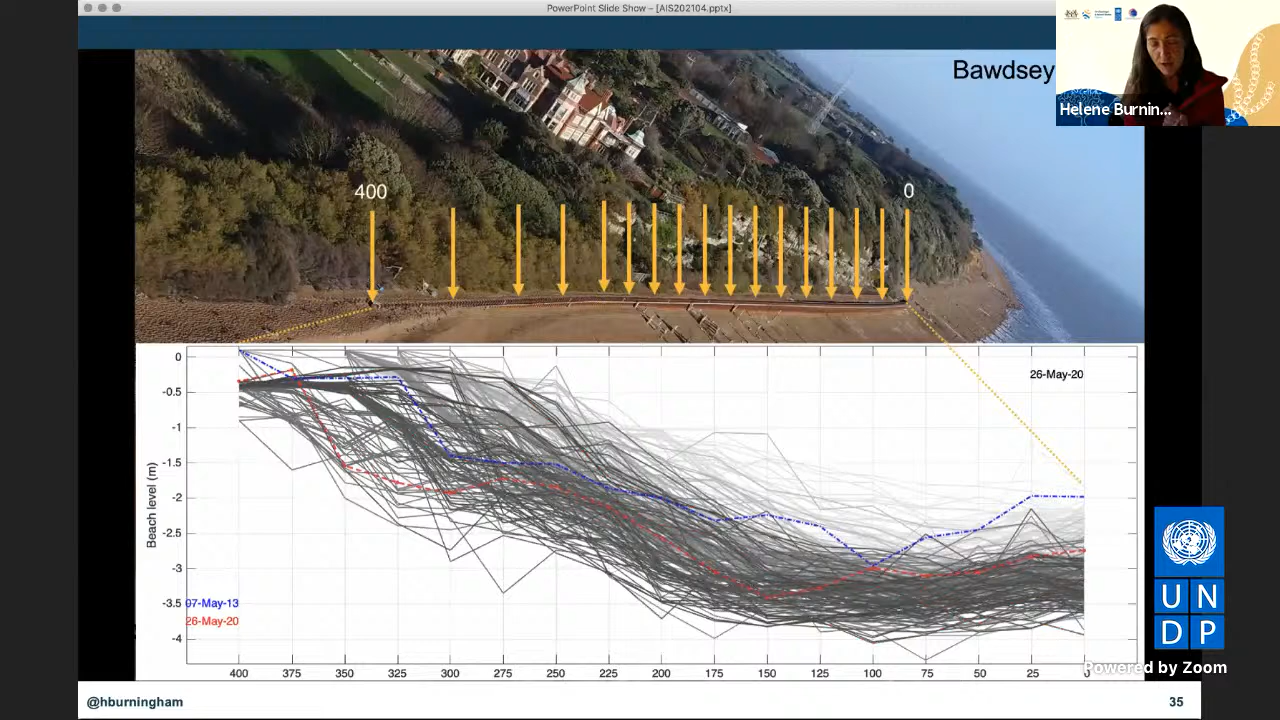 PowerPoint Slide Show – [AIS202104.pptx]
Bawdsey
Helene Burnin...
400
0
26-May-20
0
-0.5
-1
-1.5
-2
-2.5
-3
-3.5
-4
Beach level (m)
07-May-13
26-May-20
400 375 350 325 300 275 250 225 200 175 150 125 100 75 50 25 0
U N
D P
Powered by Zoom
@hburningham
35